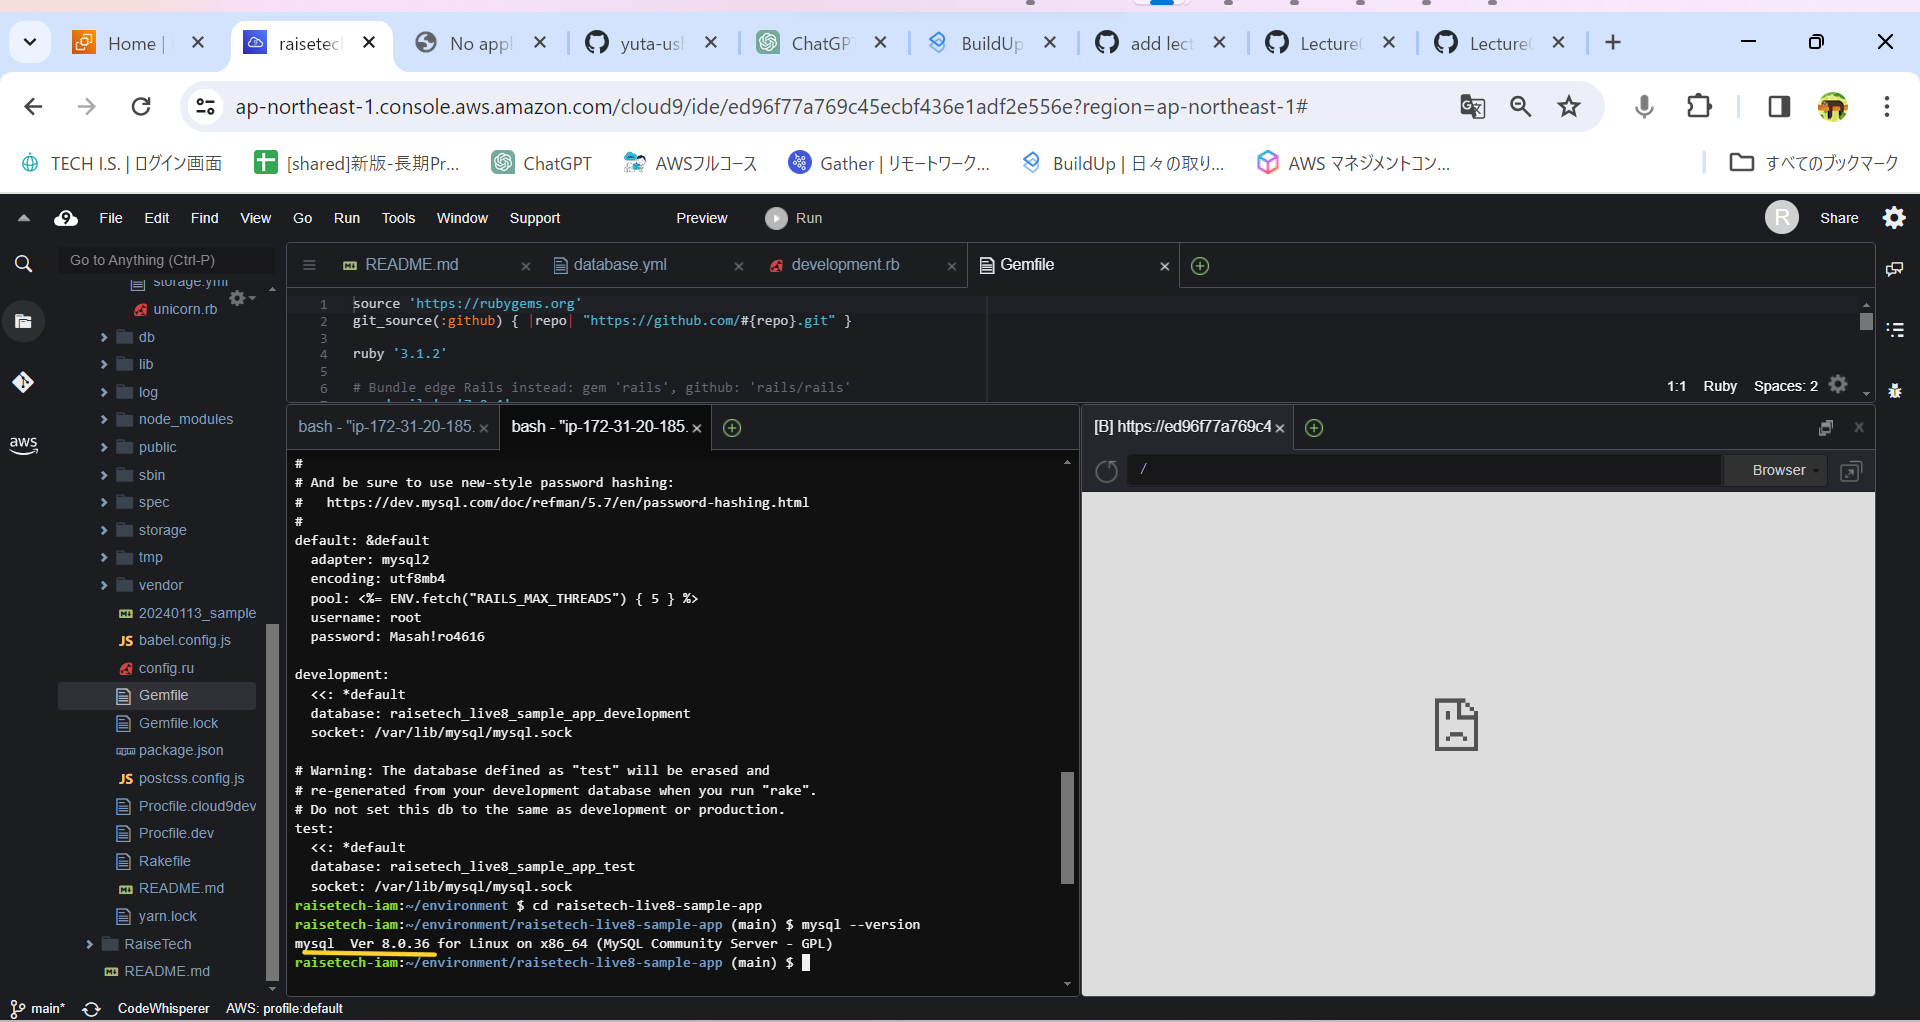 Home |
raisetec
No appl
yuta-us
ChatGP
BuildUp
add lect
Lecture
Lecture
ap-northeast-1.console.aws.amazon.com/cloud9/ide/ed96f77a769c45ecbf436e1adf2e556e?region=ap-northeast-1#
TECH I.S. | ログイン画面
[shared]新版-長期Pr...
ChatGPT
AWSフルコース
Gather | リモートワーク...
BuildUp | 日々の取り...
AWS マネジメントコン...
すべてのブックマーク
9 File Edit Find View Go Run Tools Window Support Preview Run R Share
Go to Anything (Ctrl-P)
storage.yml
unicorn.rb
db
lib
log
node_modules
public
sbin
spec
storage
tmp
vendor
20240113_sample
JS babel.config.js
config.ru
Gemfile
Gemfile.lock
package.json
JS postcss.config.js
Procfile.cloud9dev
Procfile.dev
Rakefile
README.md
yarn.lock
RaiseTech
README.md
aws
README.md database.yml development.rb Gemfile
1 source 'https://rubygems.org'
2 git_source(:github) { |repo| "https://github.com/#{repo}.git" }
3
4 ruby '3.1.2'
5
6 # Bundle edge Rails instead: gem 'rails', github: 'rails/rails'
1:1 Ruby Spaces: 2
bash - "ip-172-31-20-185.
bash - "ip-172-31-20-185.
#
# And be sure to use new-style password hashing:
#   https://dev.mysql.com/doc/refman/5.7/en/password-hashing.html
#
default: &default
  adapter: mysql2
  encoding: utf8mb4
  pool: <%= ENV.fetch("RAILS_MAX_THREADS") { 5 } %>
  username: root
  password: Masah!ro4616
development:
  <<: *default
  database: raisetech_live8_sample_app_development
  socket: /var/lib/mysql/mysql.sock
# Warning: The database defined as "test" will be erased and
# re-generated from your development database when you run "rake".
# Do not set this db to the same as development or production.
test:
  <<: *default
  database: raisetech_live8_sample_app_test
  socket: /var/lib/mysql/mysql.sock
raisetech-iam:~/environment $ cd raisetech-live8-sample-app
raisetech-iam:~/environment/raisetech-live8-sample-app (main) $ mysql --version
mysql  Ver 8.0.36 for Linux on x86_64 (MySQL Community Server - GPL)
raisetech-iam:~/environment/raisetech-live8-sample-app (main) $
[B] https://ed96f77a769c4
/
Browser
main* CodeWhisperer AWS: profile:default